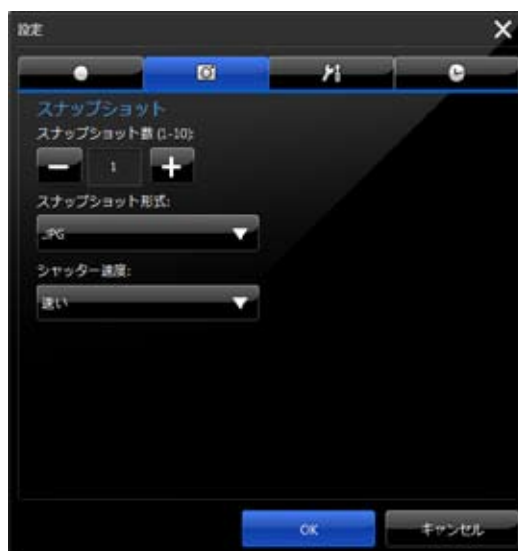 設定
スナップショット
スナップショット数 (1-10):
1
スナップショット形式:
JPG
シャッター速度:
速い
OK
キャンセル